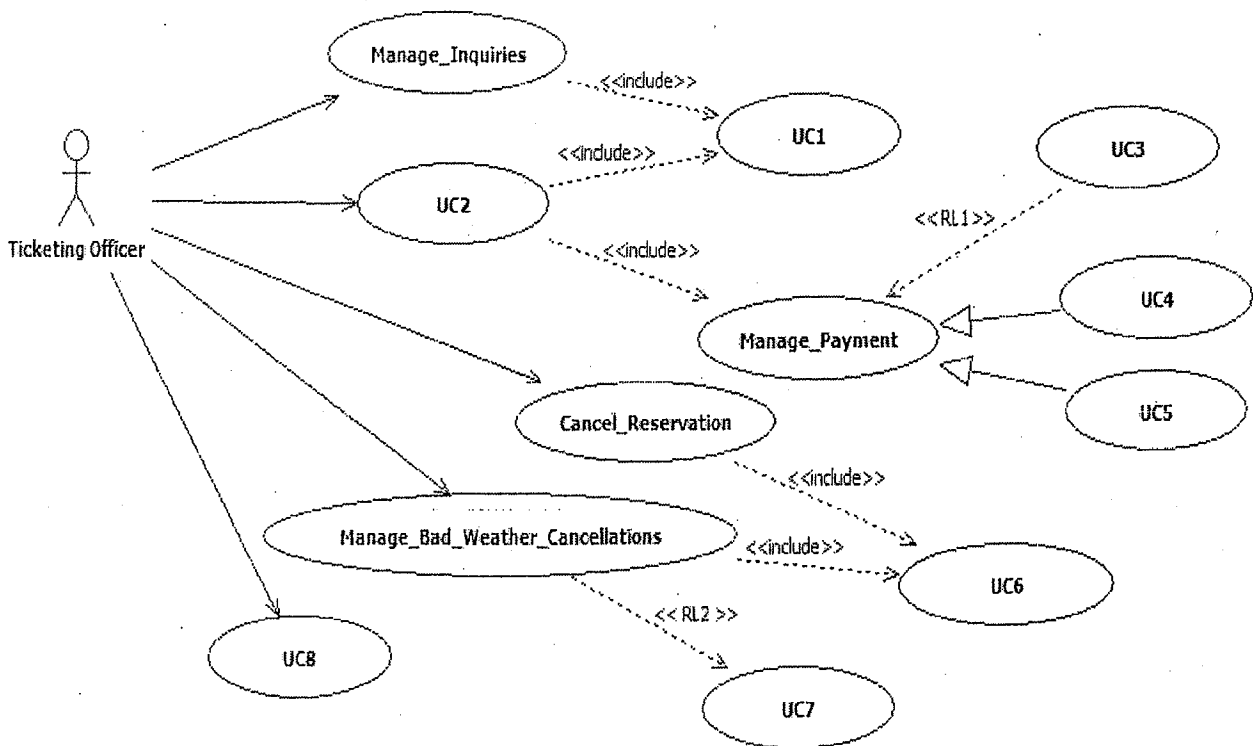 Manage_Inquiries
<<include>>
UC1
UC3
<<include>>
UC2
<<RL1>>
Ticketing Officer
<<include>>
UC4
Manage_Payment
UC5
Cancel_Reservation
<<include>>
Manage_Bad_Weather_Cancellations
<<include>>
UC6
<< RL2 >>
UC8
UC7